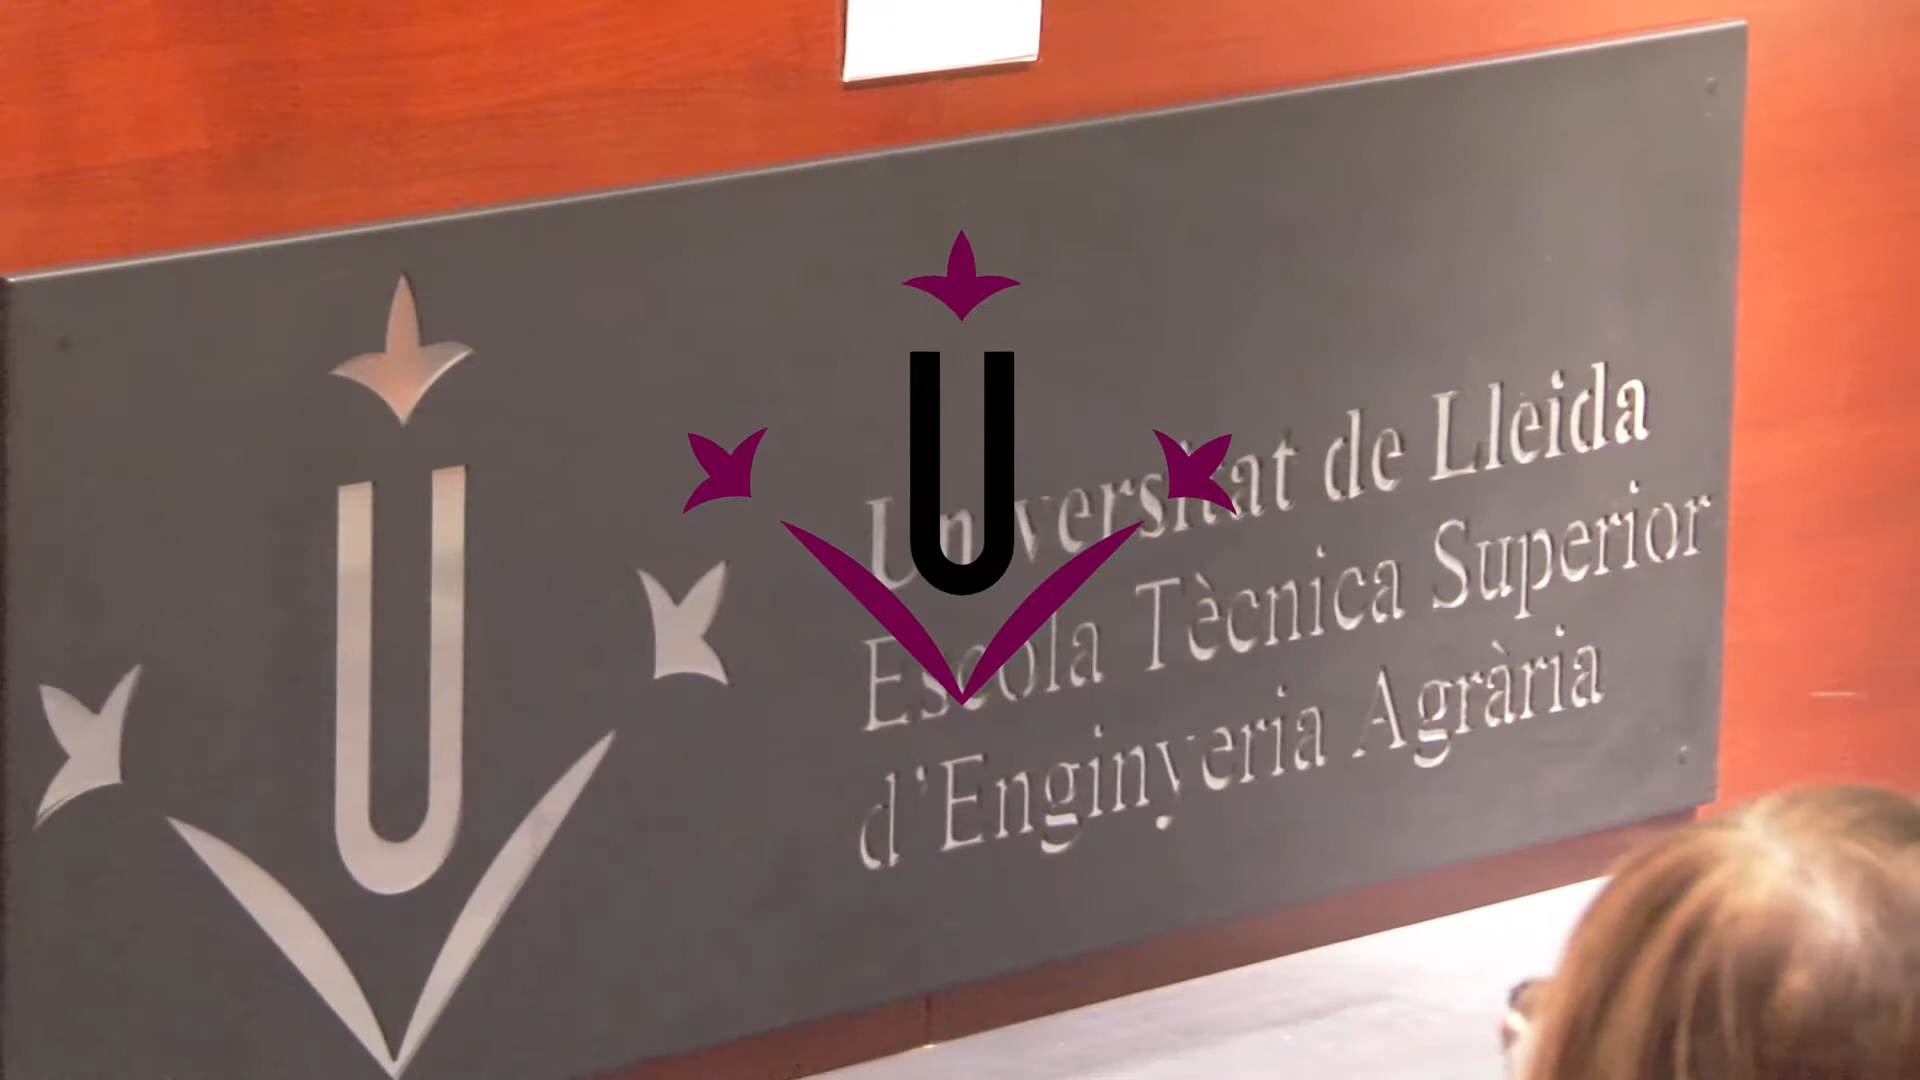 U
U
Universitat de Lleida
Escola Tècnica Superior
d'Enginyeria Agrària